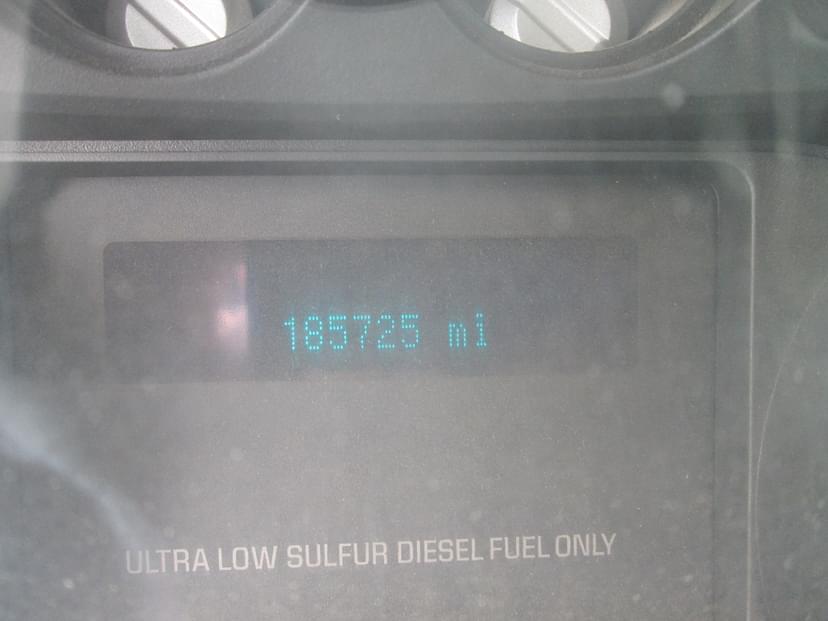 185725 mi
ULTRA LOW SULFUR DIESEL FUEL ONLY